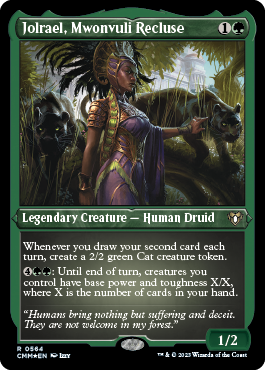 Jolrael, Mwonvuli Recluse 1
Legendary Creature — Human Druid
Whenever you draw your second card each
turn, create a 2/2 green Cat creature token.
4: Until end of turn, creatures you
control have base power and toughness X/X,
where X is the number of cards in your hand.
"Humans bring nothing but suffering and deceit.
They are not welcome in my forest."
1/2
R 0564
CMM★EN Izzy
™ & © 2023 Wizards of the Coast